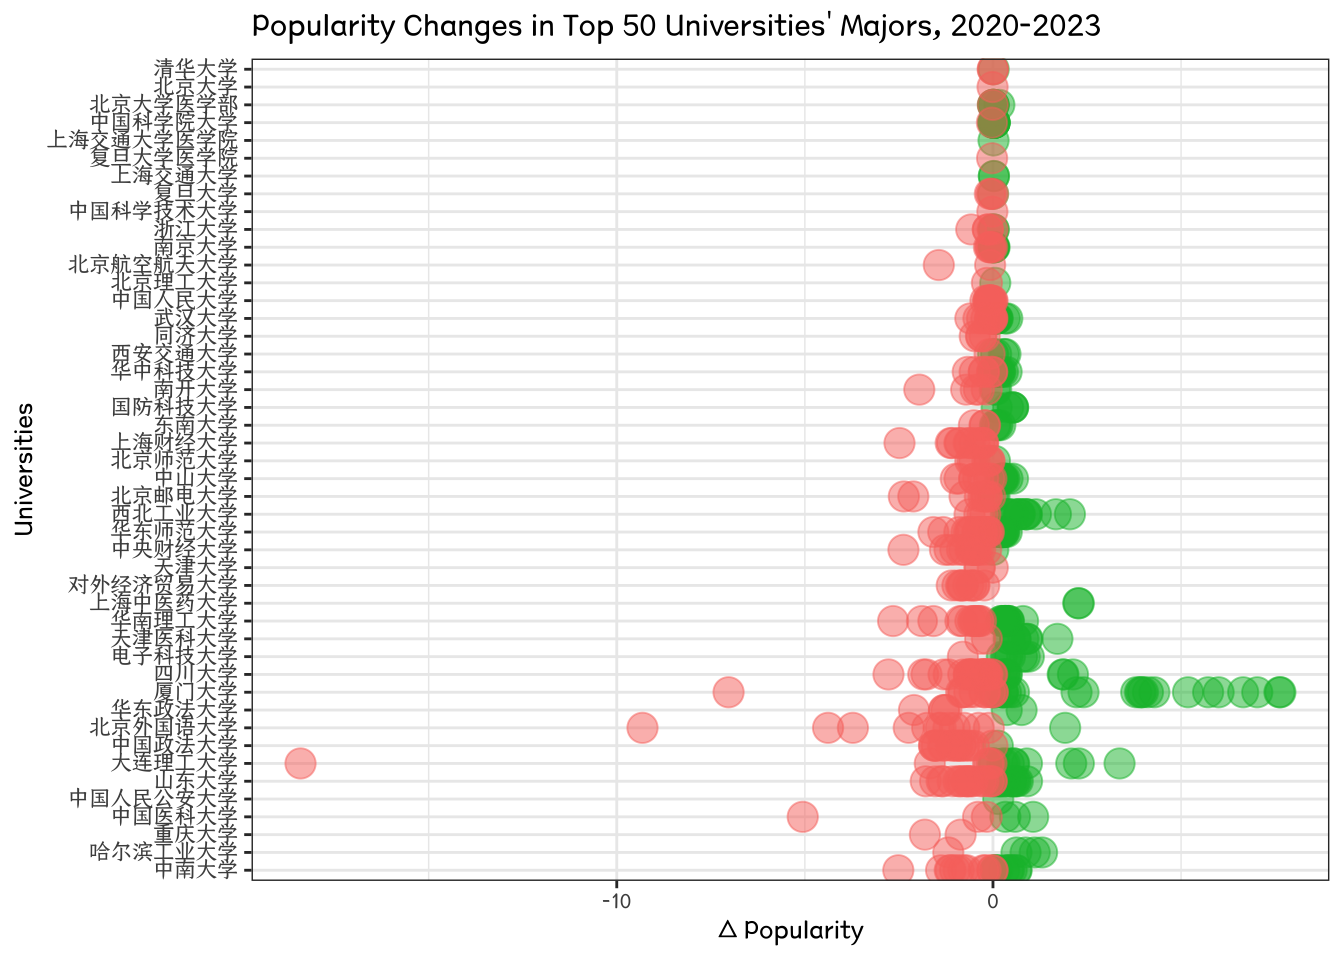 Popularity Changes in Top 50 Universities' Majors, 2020-2023
清华大学
北京大学
北京大学医学部
中国科学院大学
上海交通大学医学院
复旦大学医学院
上海交通大学
复旦大学
中国科学技术大学
浙江大学
南京大学
北京航空航天大学
北京理工大学
中国人民大学
武汉大学
同济大学
西安交通大学
华中科技大学
南开大学
国防科技大学
东南大学
上海财经大学
北京师范大学
中山大学
北京邮电大学
西北工业大学
华东师范大学
中央财经大学
天津大学
对外经济贸易大学
上海中医药大学
华南理工大学
天津医科大学
电子科技大学
四川大学
厦门大学
华东政法大学
北京外国语大学
中国政法大学
大连理工大学
山东大学
中国人民公安大学
中国医科大学
重庆大学
哈尔滨工业大学
中南大学
Universities
-10 0
△ Popularity